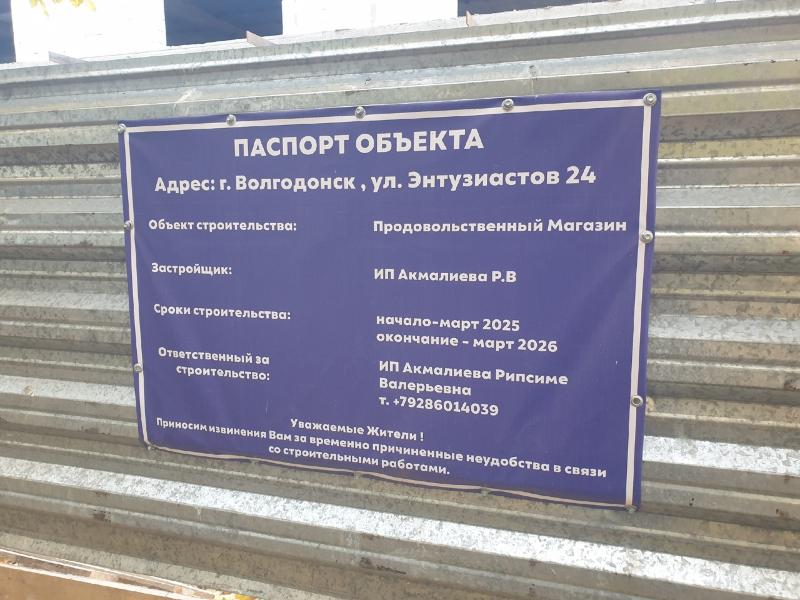 ПАСПОРТ ОБЪЕКТА
Адрес: г. Волгодонск , ул. Энтузиастов 24
Объект строительства: Продовольственный Магазин
Застройщик: ИП Акмалиева Р.В
Сроки строительства: начало-март 2025
окончание - март 2026
Ответственный за строительство: ИП Акмалиева Рипсиме
Валерьевна
т. +79286014039
Уважаемые Жители !
Приносим извинения Вам за временно причиненные неудобства в связи
со строительными работами.